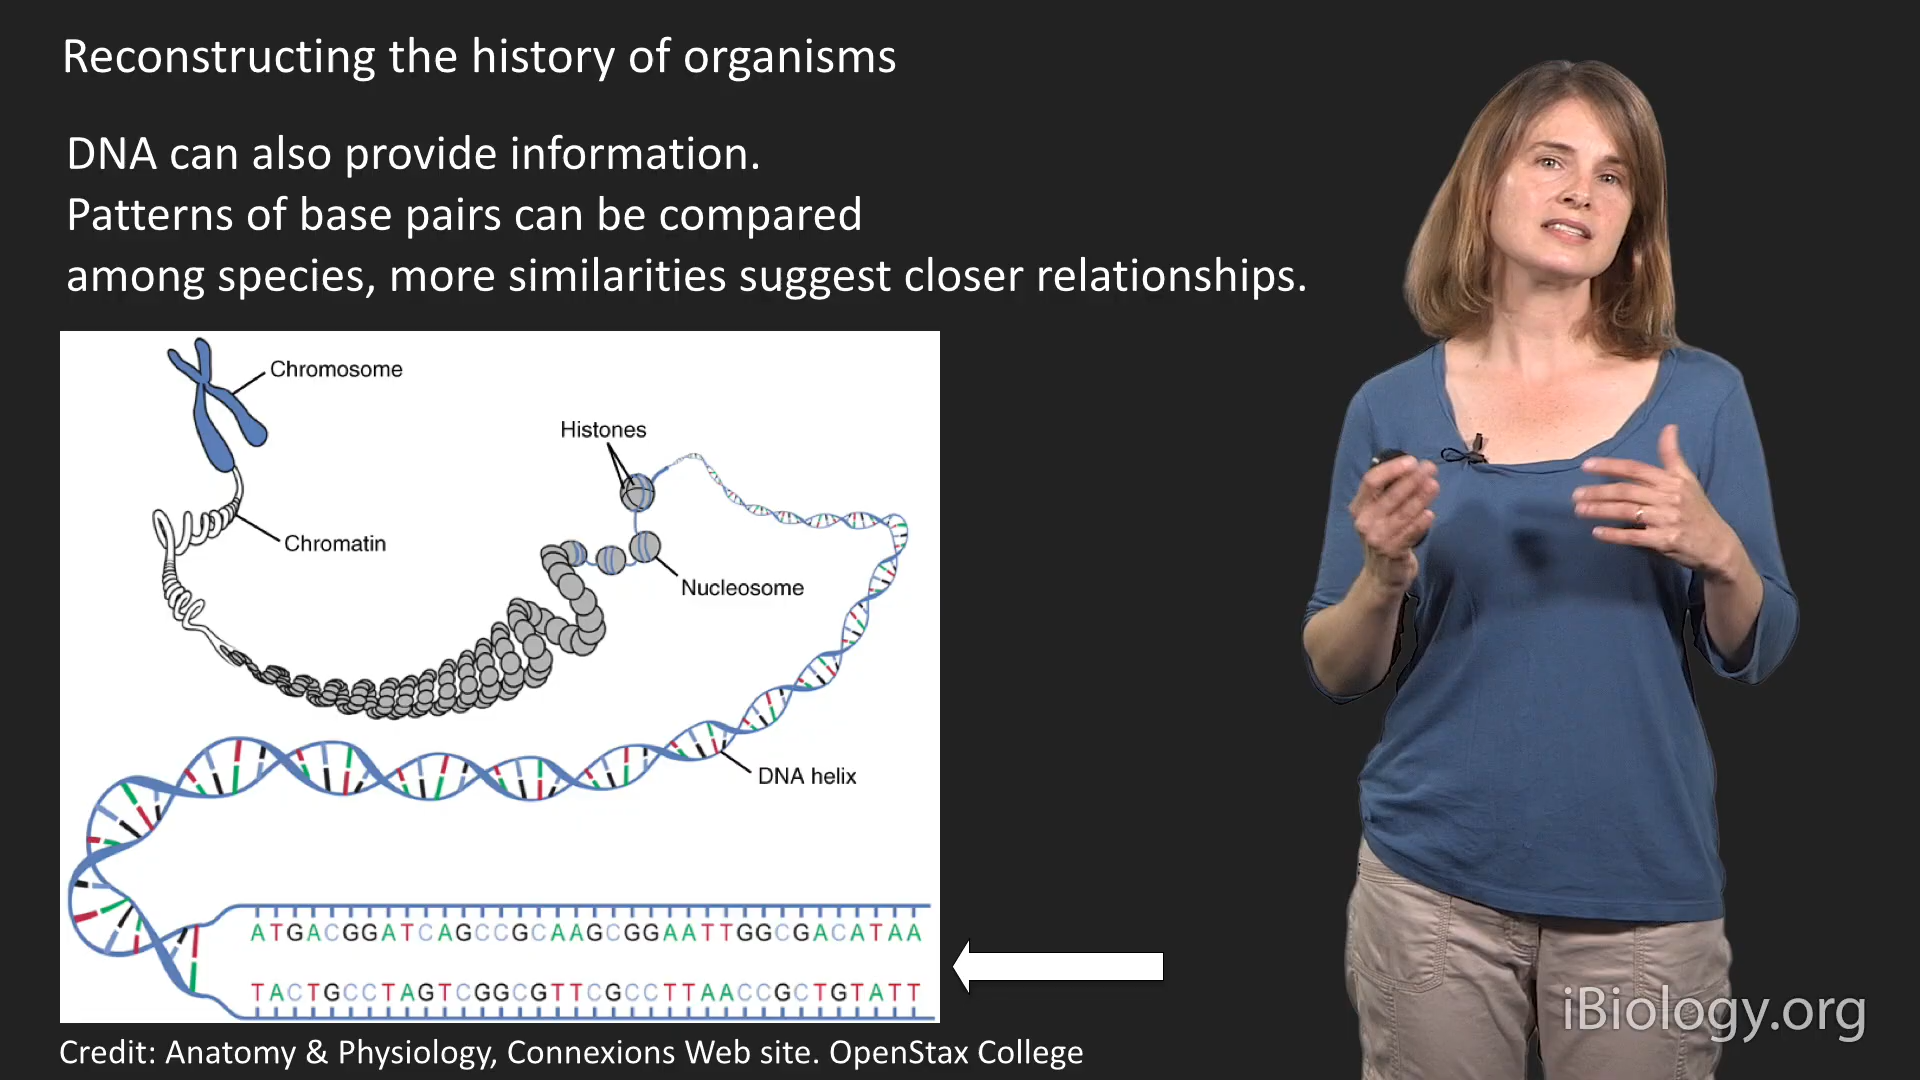 Reconstructing the history of organisms
DNA can also provide information.
Patterns of base pairs can be compared
among species, more similarities suggest closer relationships.
Chromosome
Histones
Chromatin
Nucleosome
DNA helix
ATGACGGATCAGCCGCAAGCGGAATTGGCGACATAA
TACTGCCTAGTCGGCGTTCGCCTTAACCGCTGTATT
iBiology.org
Credit: Anatomy & Physiology, Connexions Web site. OpenStax College